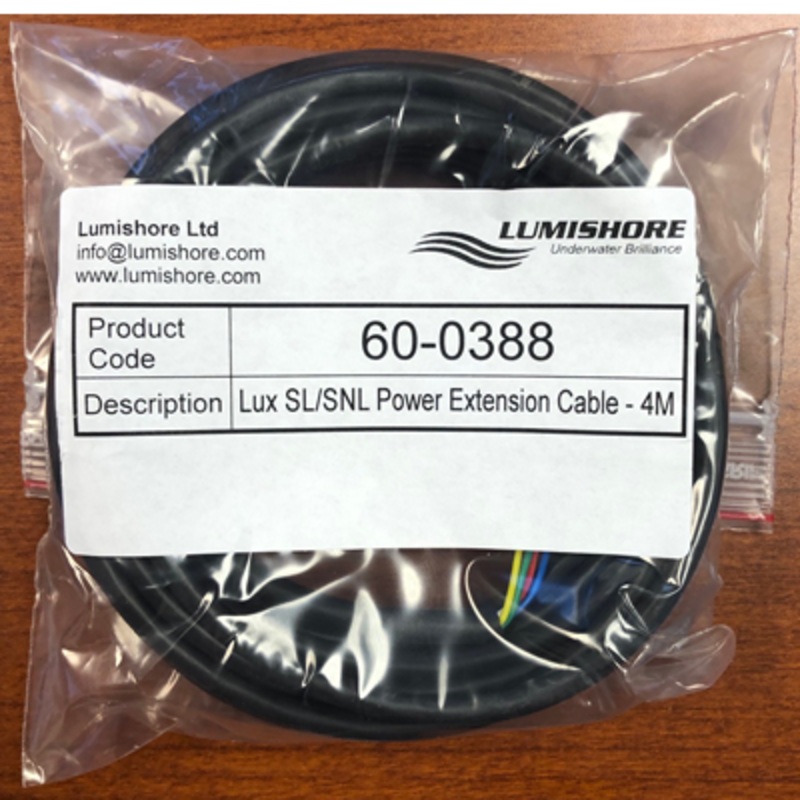 Lumishore Ltd
info@lumishore.com
www.lumishore.com
LUMISHORE
Underwater Brilliance
Product
Code
60-0388
Description
Lux SL/SNL Power Extension Cable - 4M